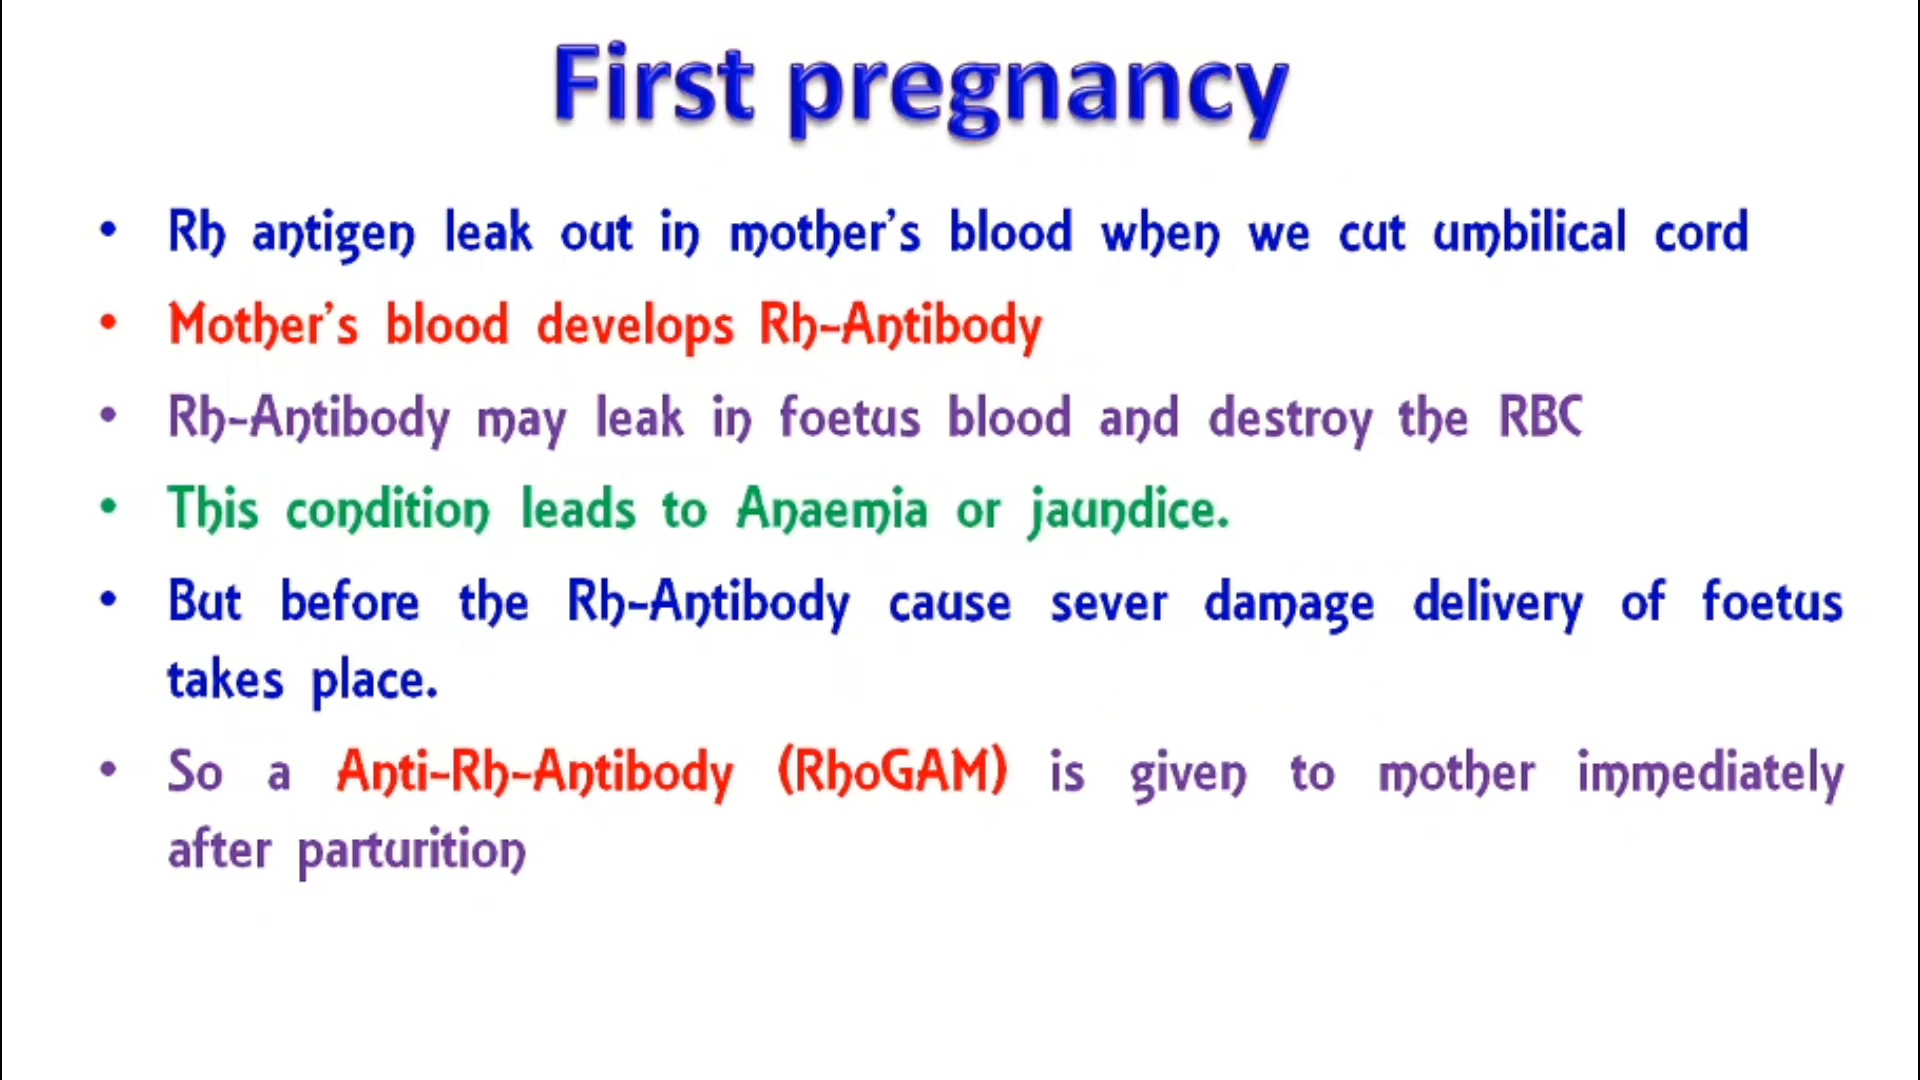 First pregnancy
• Rh antigen leak out in mother's blood when we cut umbilical cord
• Mother's blood develops Rh-Antibody
• Rh-Antibody may leak in foetus blood and destroy the RBC
• This condition leads to Anaemia or jaundice.
• But before the Rh-Antibody cause sever damage delivery of foetus
takes place.
• So a Anti-Rh-Antibody (RhoGAM) is given to mother immediately
after parturition